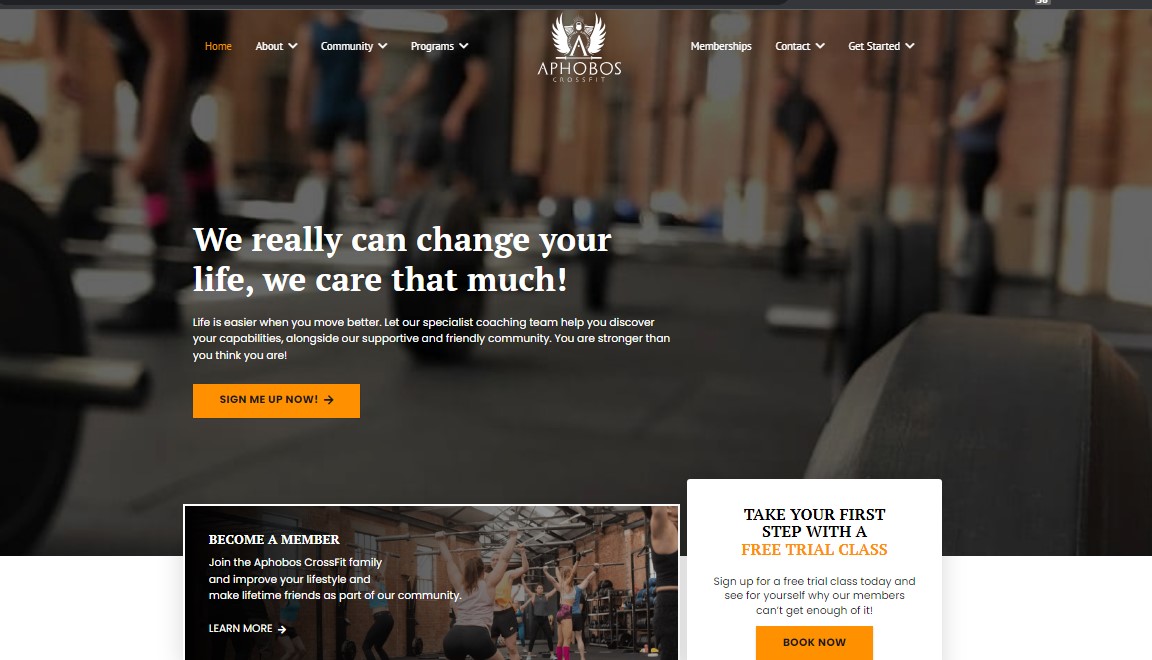 Home
About
Community
Programs
APHOBOS
CROSSFIT
Memberships
Contact
Get Started
We really can change your
life, we care that much!
Life is easier when you move better. Let our specialist coaching team help you discover
your capabilities, alongside our supportive and friendly community. You are stronger than
you think you are!
SIGN ME UP NOW! →
BECOME A MEMBER
Join the Aphobos CrossFit family
and improve your lifestyle and
make lifetime friends as part of our community.
LEARN MORE →
TAKE YOUR FIRST
STEP WITH A
FREE TRIAL CLASS
Sign up for a free trial class today and
see for yourself why our members
can't get enough of it!
BOOK NOW